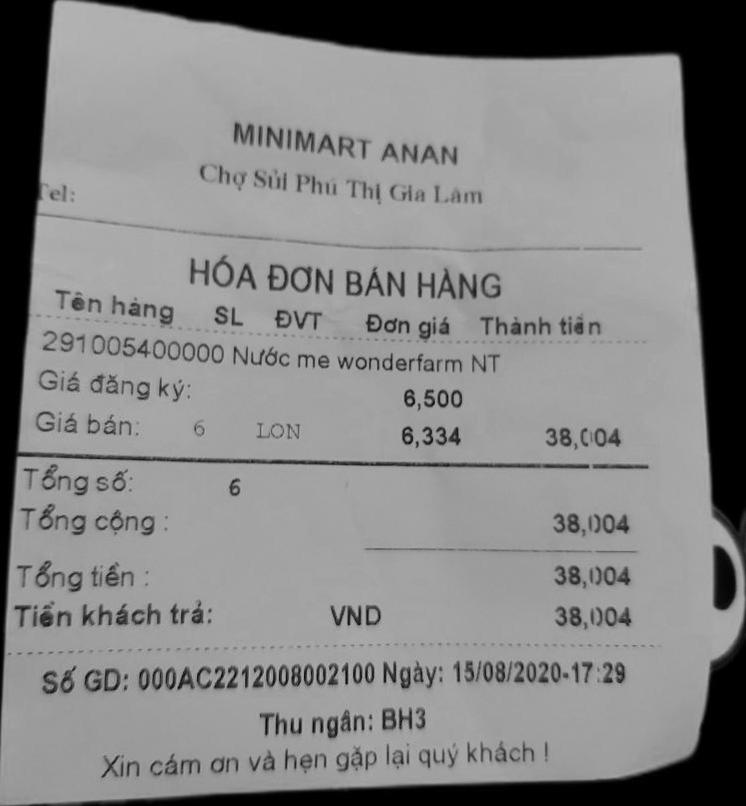 MINIMART ANAN
Chợ Sủi Phú Thị Gia Lâm
Tel:
HÓA ĐƠN BÁN HÀNG
Tên hàng SL ĐVT Đơn giá Thành tiền
291005400000 Nước me wonderfarm NT
Giá đăng ký: 6,500
Giá bán: 6 LON 6,334 38,004
Tổng số: 6
Tổng cộng : 38,004
Tổng tiền : 38,004
Tiền khách trả: VND 38,004
Số GD: 000AC2212008002100 Ngày: 15/08/2020-17:29
Thu ngân: BH3
Xin cám ơn và hẹn gặp lại quý khách !